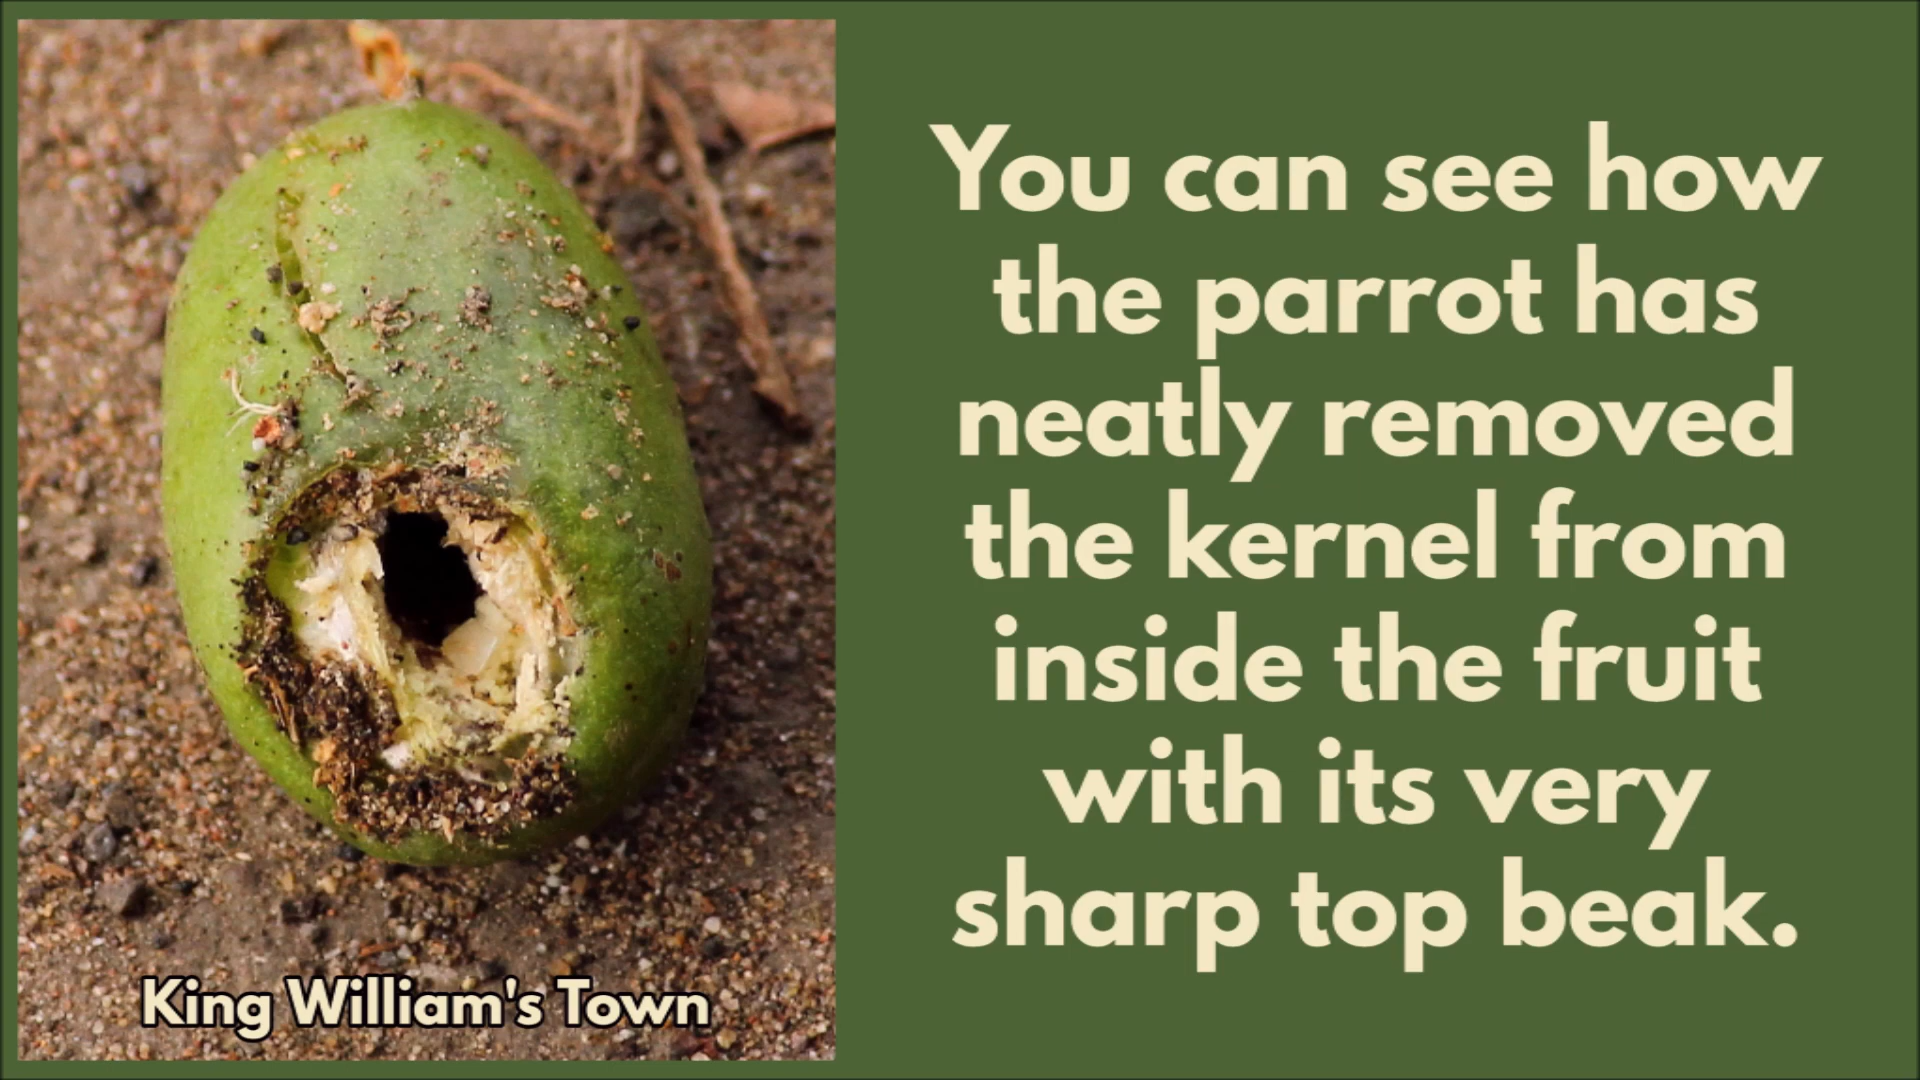 You can see how
the parrot has
neatly removed
the kernel from
inside the fruit
with its very
sharp top beak.
King William's Town